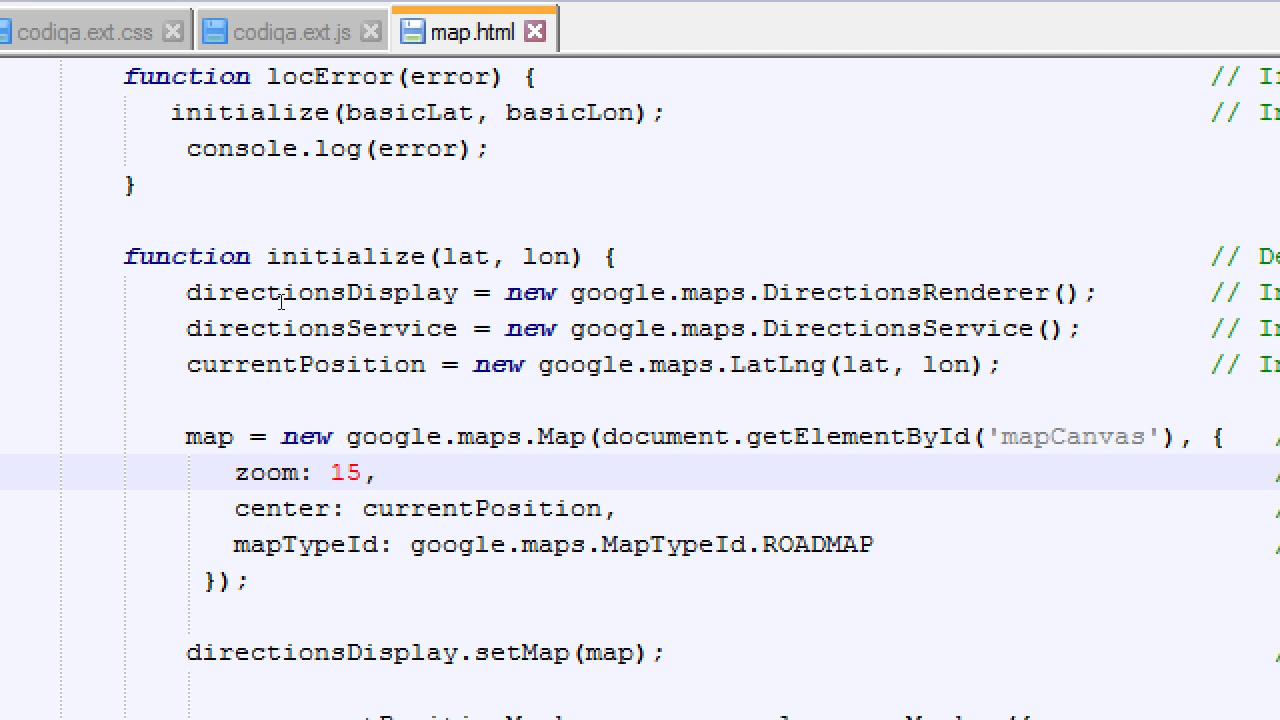 codiqa.ext.css codiqa.ext.js map.html
function locError(error) { //
initialize(basicLat, basicLon); //
console.log(error);
}
function initialize(lat, lon) { //
directionsDisplay = new google.maps.DirectionsRenderer(); //
directionsService = new google.maps.DirectionsService(); //
currentPosition = new google.maps.LatLng(lat, lon); //
map = new google.maps.Map(document.getElementById('mapCanvas'), {
zoom: 15,
center: currentPosition,
mapTypeId: google.maps.MapTypeId.ROADMAP
});
directionsDisplay.setMap(map);